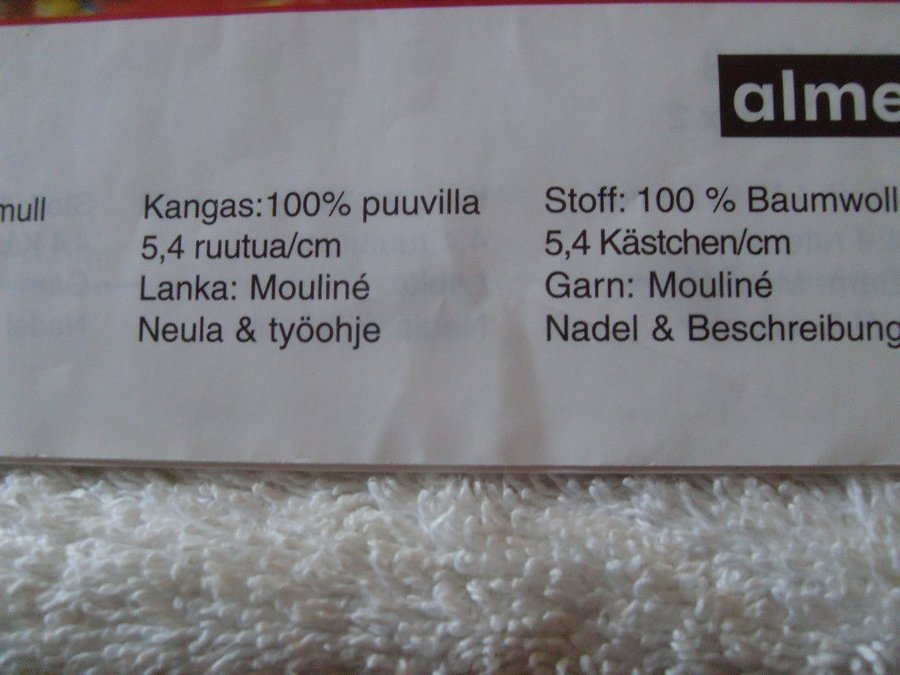 alme
mull
Kangas:100% puuvilla
5,4 ruutua/cm
Lanka: Mouliné
Neula & työohje
Stoff: 100 % Baumwoll
5,4 Kästchen/cm
Garn: Mouliné
Nadel & Beschreibung